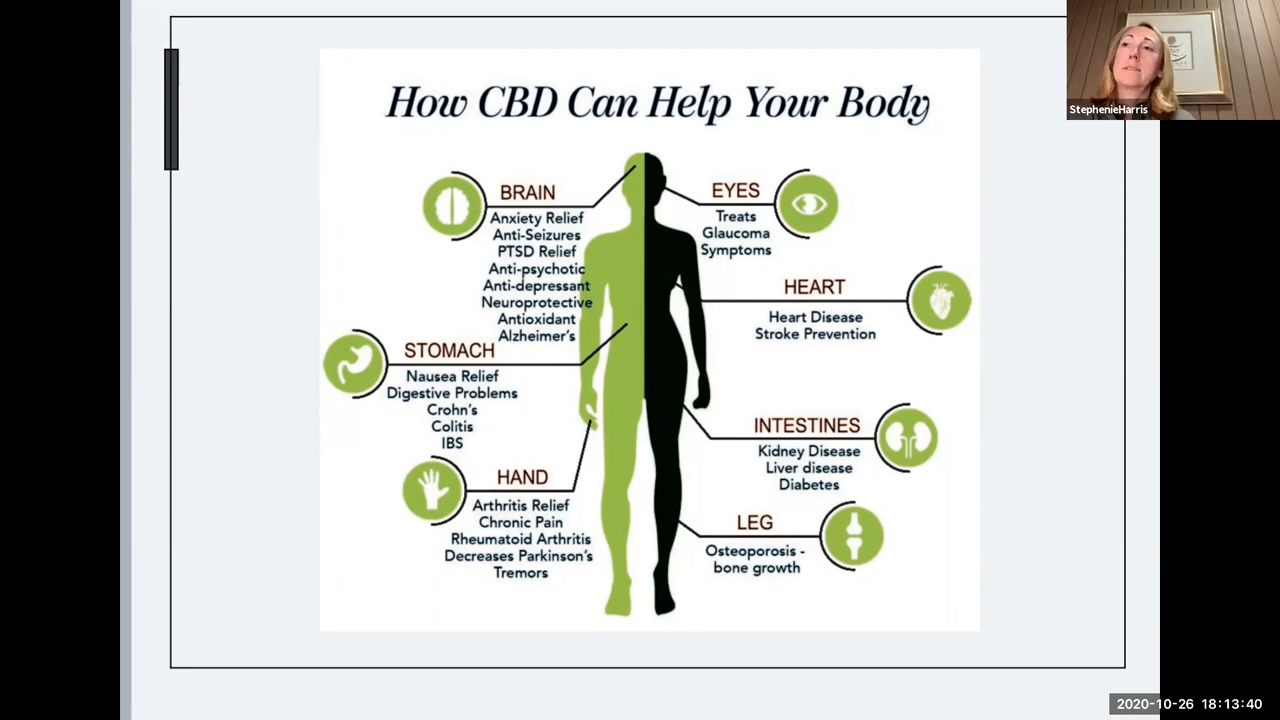 How CBD Can Help Your Body
BRAIN
Anxiety Relief
Anti-Seizures
PTSD Relief
Anti-psychotic
Anti-depressant
Neuroprotective
Antioxidant
Alzheimer's
STOMACH
Nausea Relief
Digestive Problems
Crohn's
Colitis
IBS
HAND
Arthritis Relief
Chronic Pain
Rheumatoid Arthritis
Decreases Parkinson's
Tremors
EYES
Treats
Glaucoma
Symptoms
HEART
Heart Disease
Stroke Prevention
INTESTINES
Kidney Disease
Liver disease
Diabetes
LEG
Osteoporosis -
bone growth
StephenieHarris
2020-10-26 18:13:40